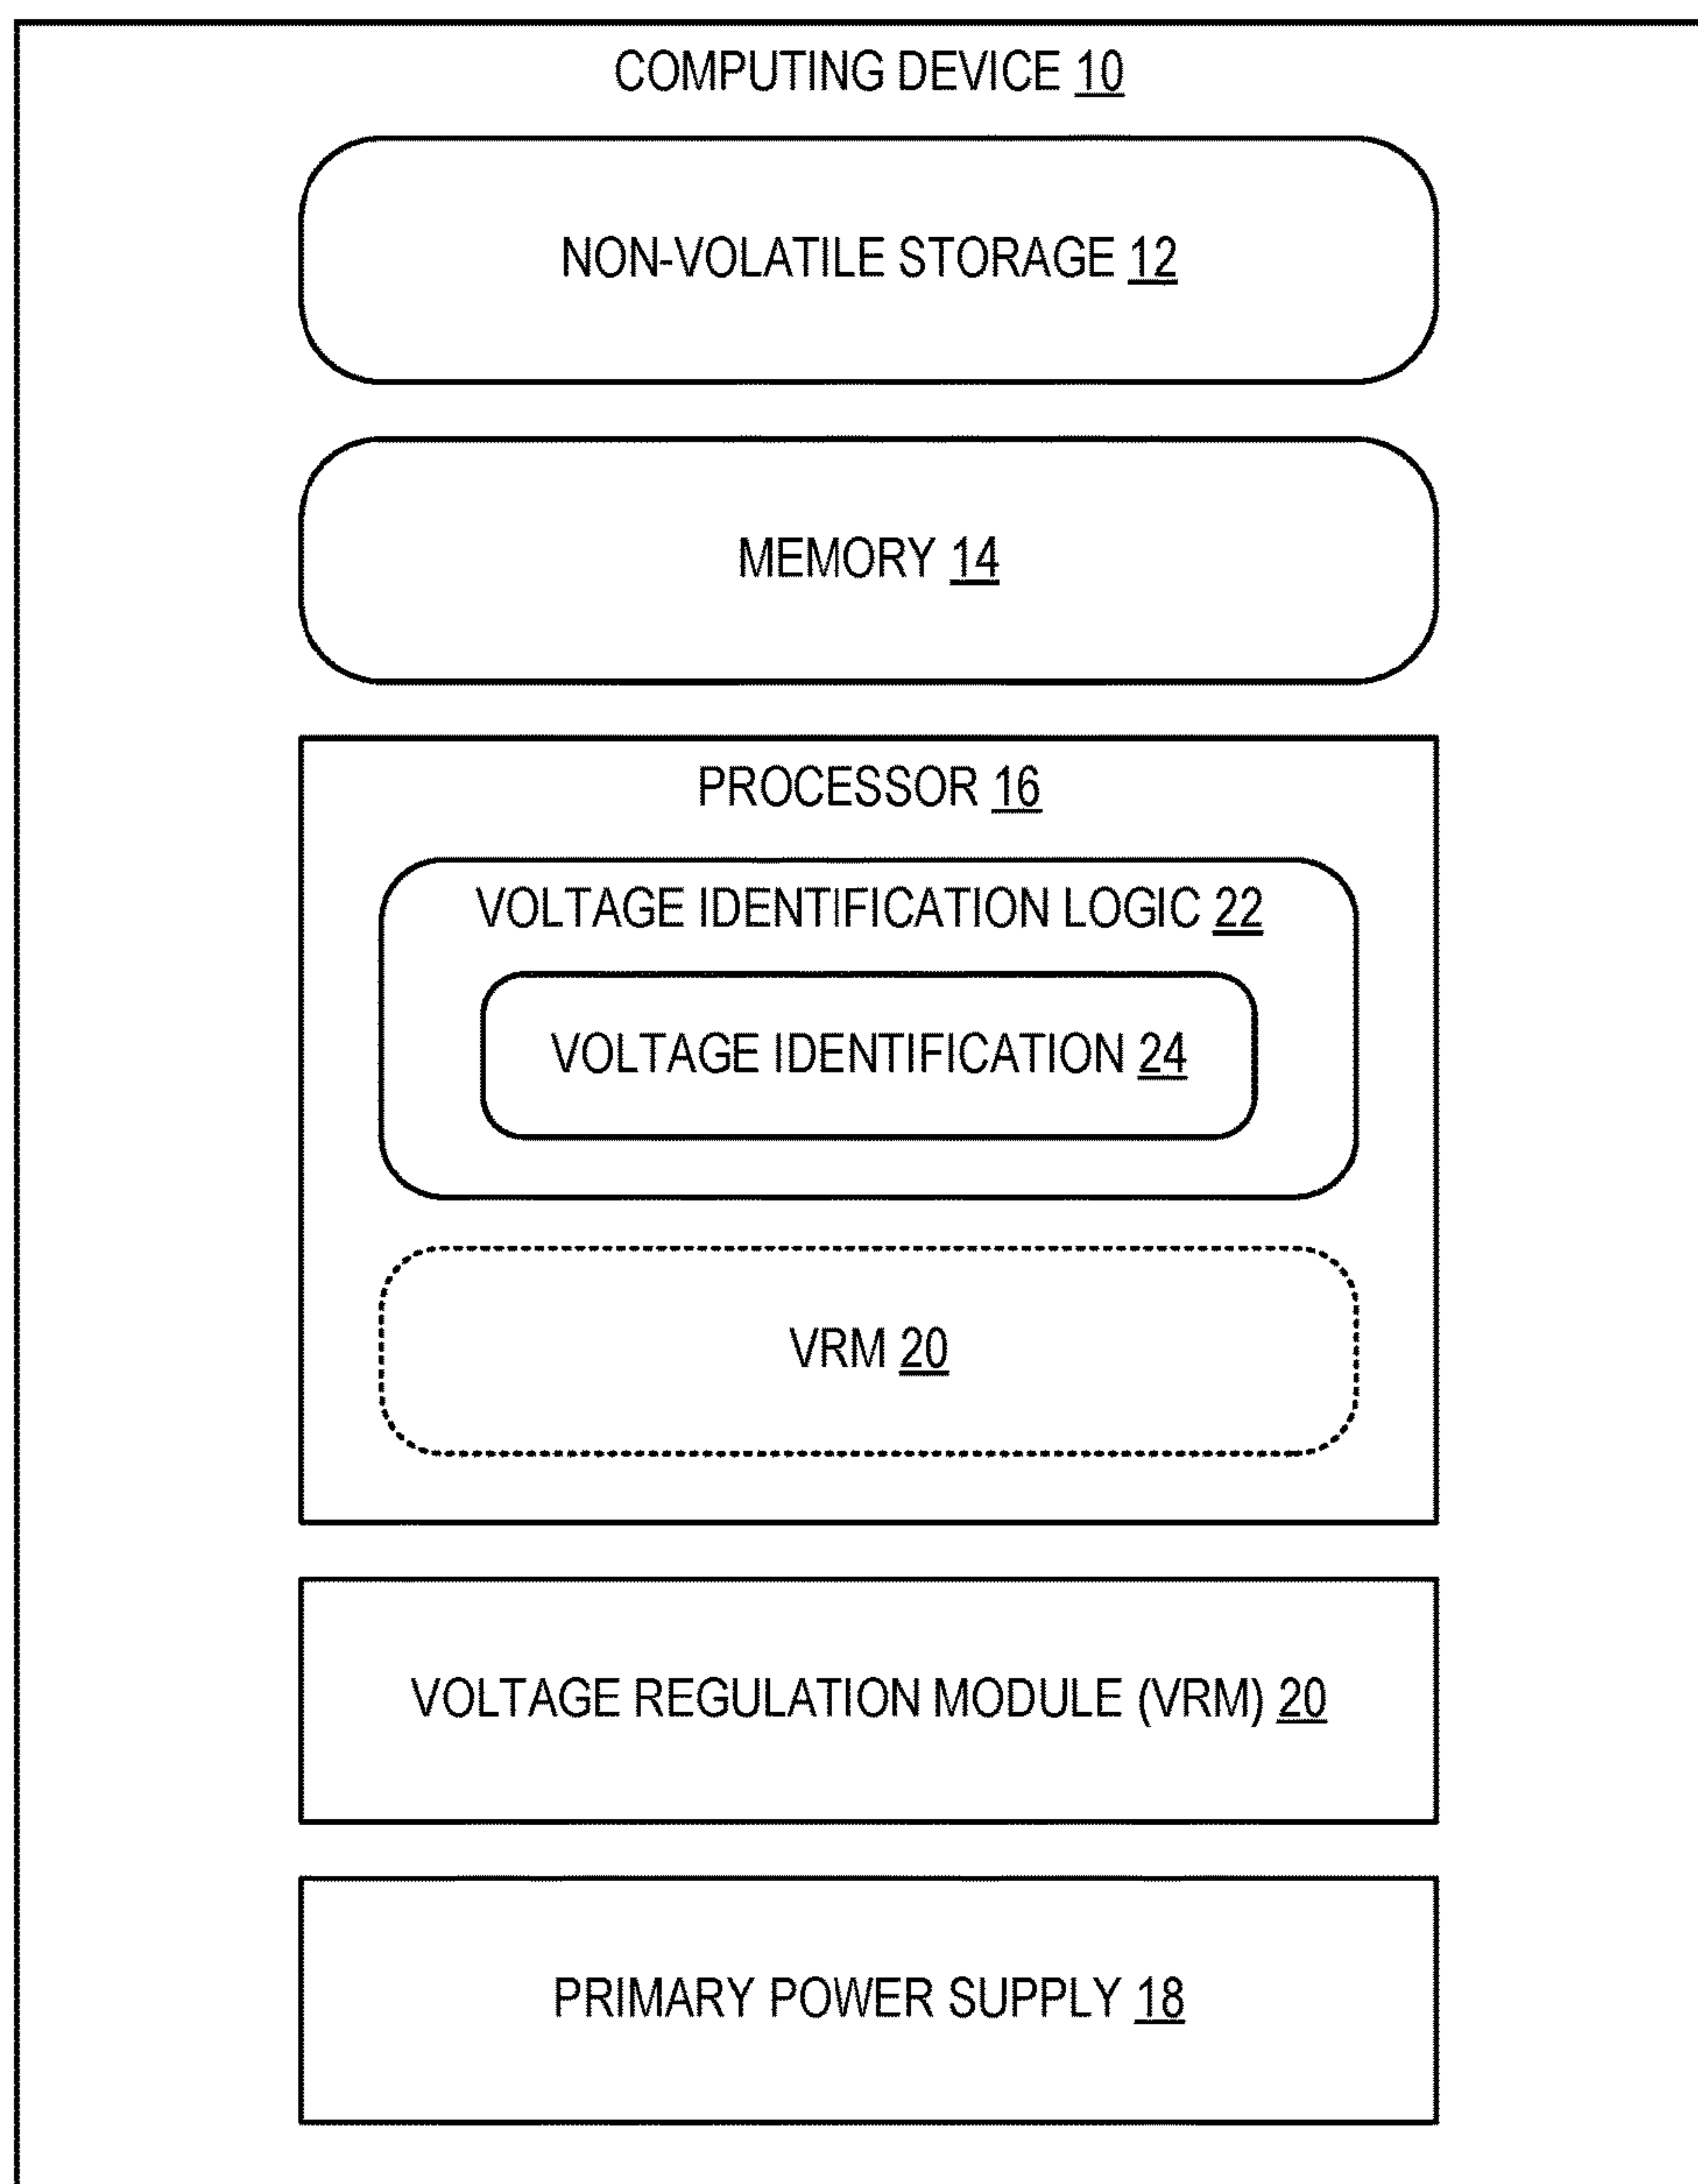 COMPUTING DEVICE 10
NON-VOLATILE STORAGE 12
MEMORY 14
PROCESSOR 16
VOLTAGE IDENTIFICATION LOGIC 22
VOLTAGE IDENTIFICATION 24
VRM 20
VOLTAGE REGULATION MODULE (VRM) 20
PRIMARY POWER SUPPLY 18